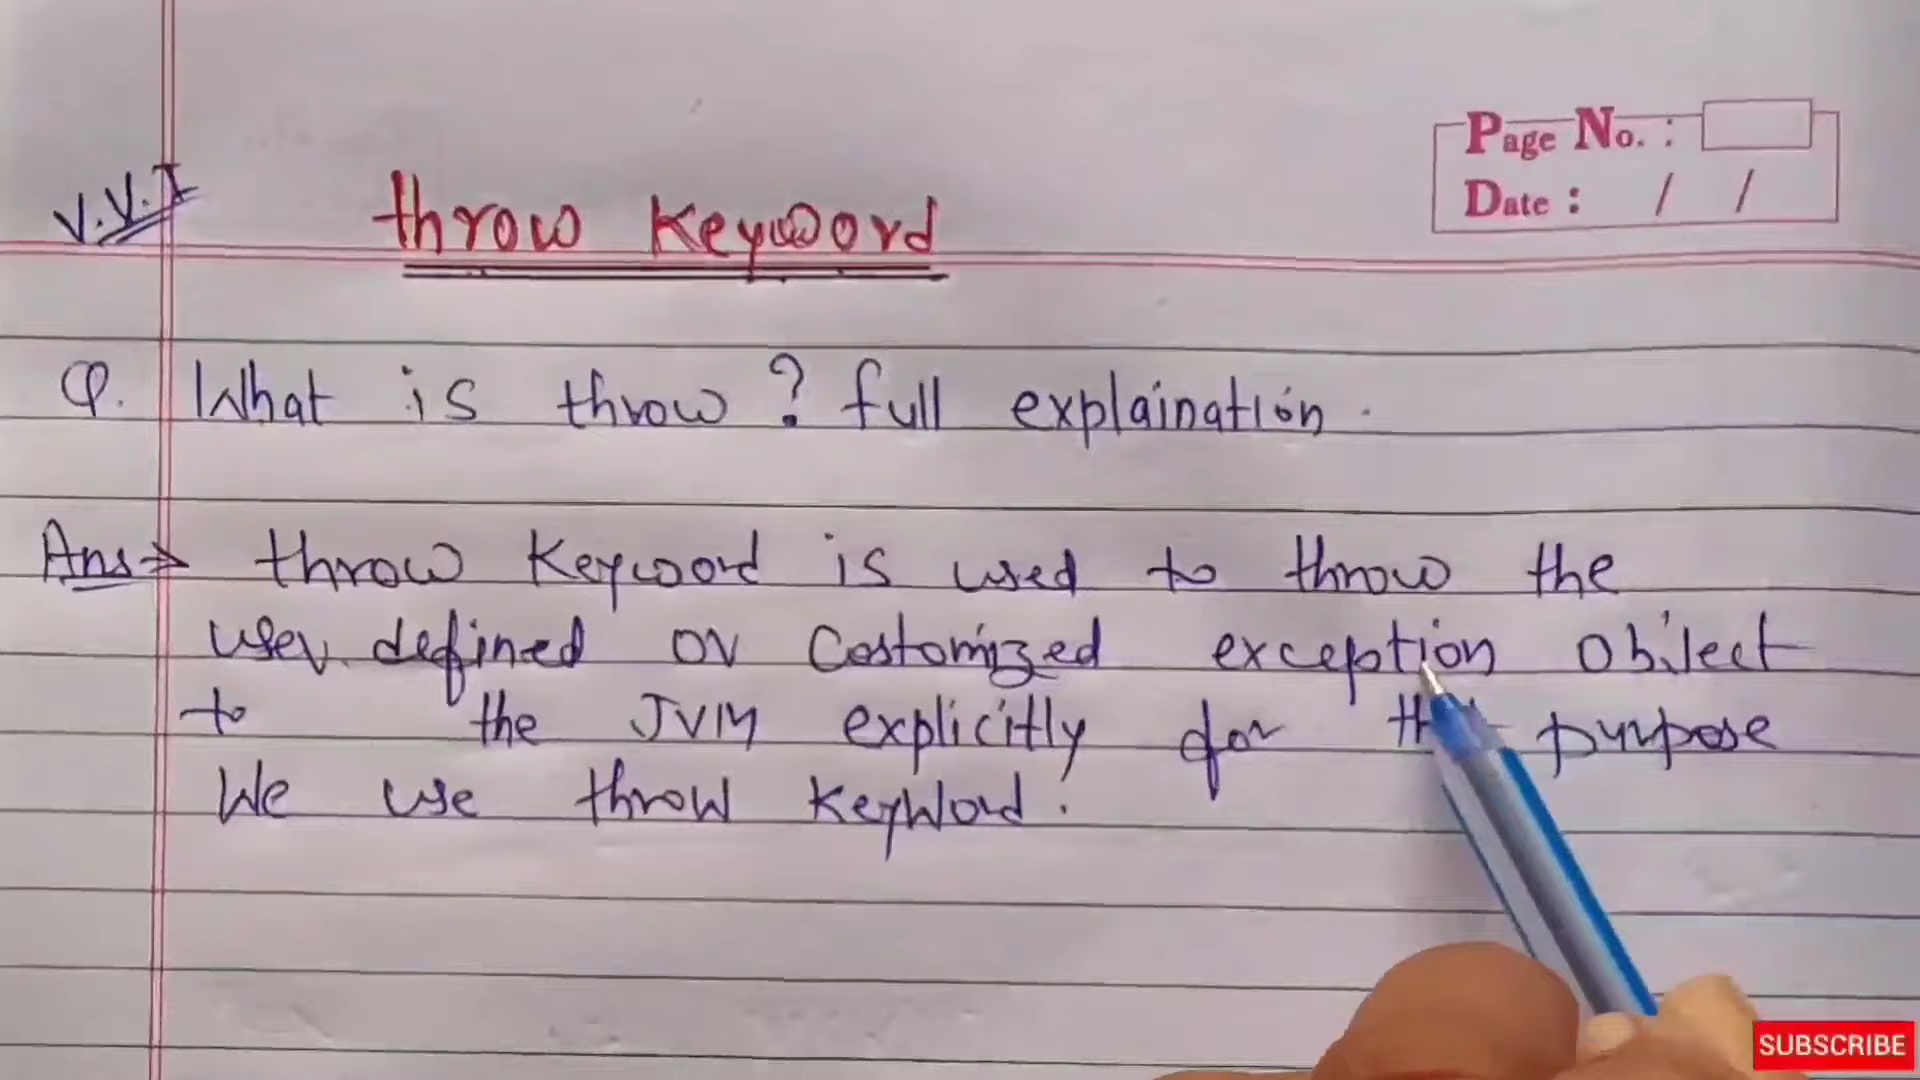 Page No. :
Date : / /
V.V.I
throw Keyword
Q. What is throw ? full explaination .
Ans⇒ throw Keyword is used to throw the
user defined or Costomized exception Obilect
to the JVM explicitly for purpose
We use throw keyWord .
SUBSCRIBE